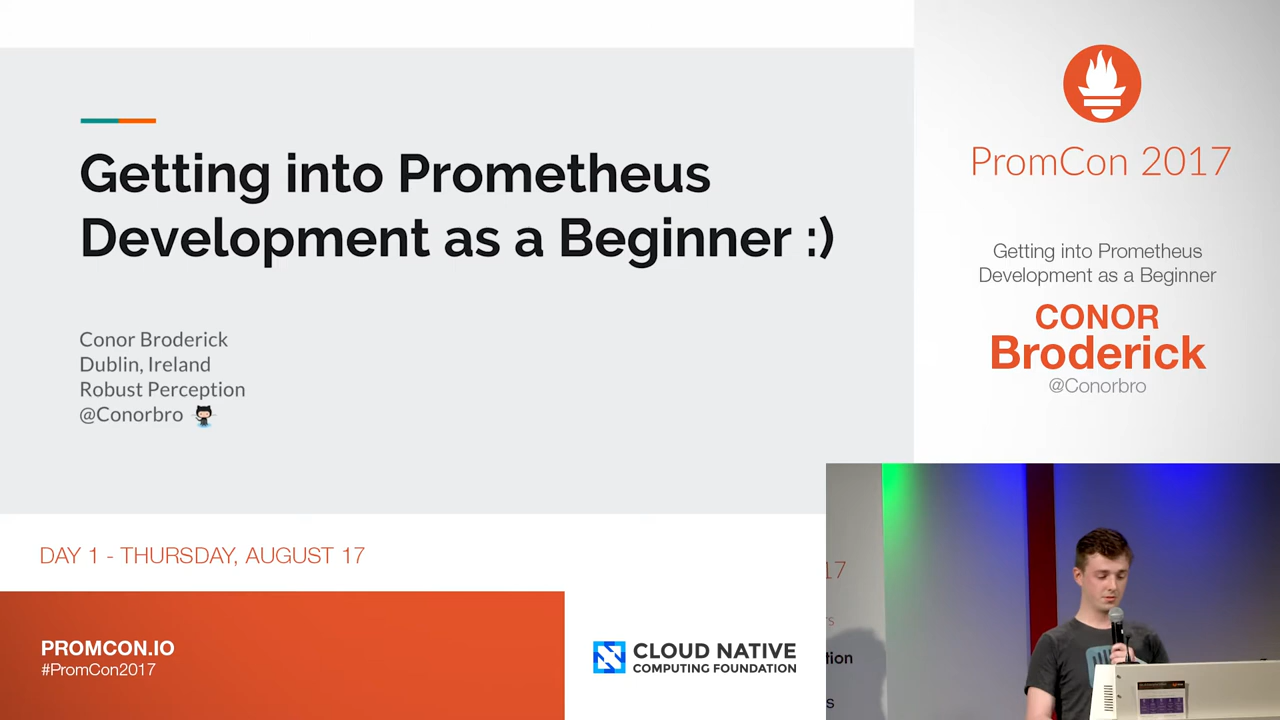 Getting into Prometheus
Development as a Beginner :)
Conor Broderick
Dublin, Ireland
Robust Perception
@Conorbro
PromCon 2017
Getting into Prometheus
Development as a Beginner
CONOR
Broderick
@Conorbro
DAY 1 - THURSDAY, AUGUST 17
PROMCON.IO
#PromCon2017
CLOUD NATIVE
COMPUTING FOUNDATION
17